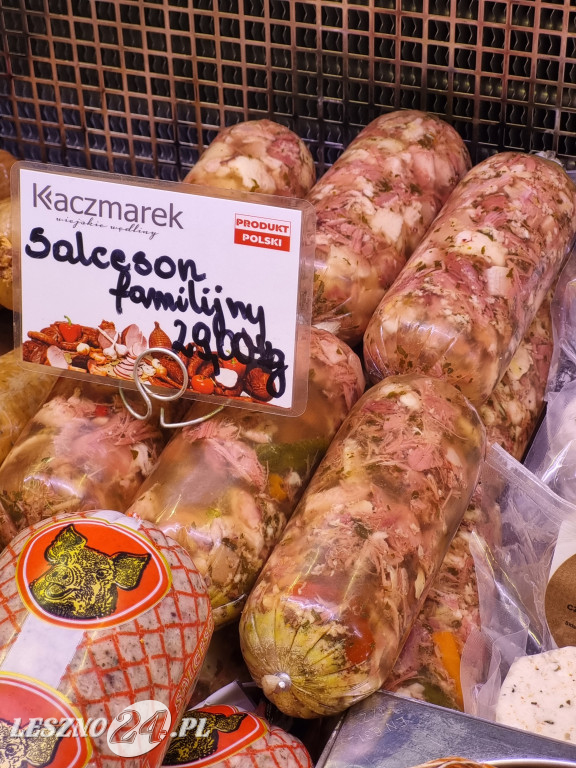 Kaczmarek
wiejskie wędliny
PRODUKT
POLSKI
Salceson
familijny
29,00zł
LESZNO24.PL